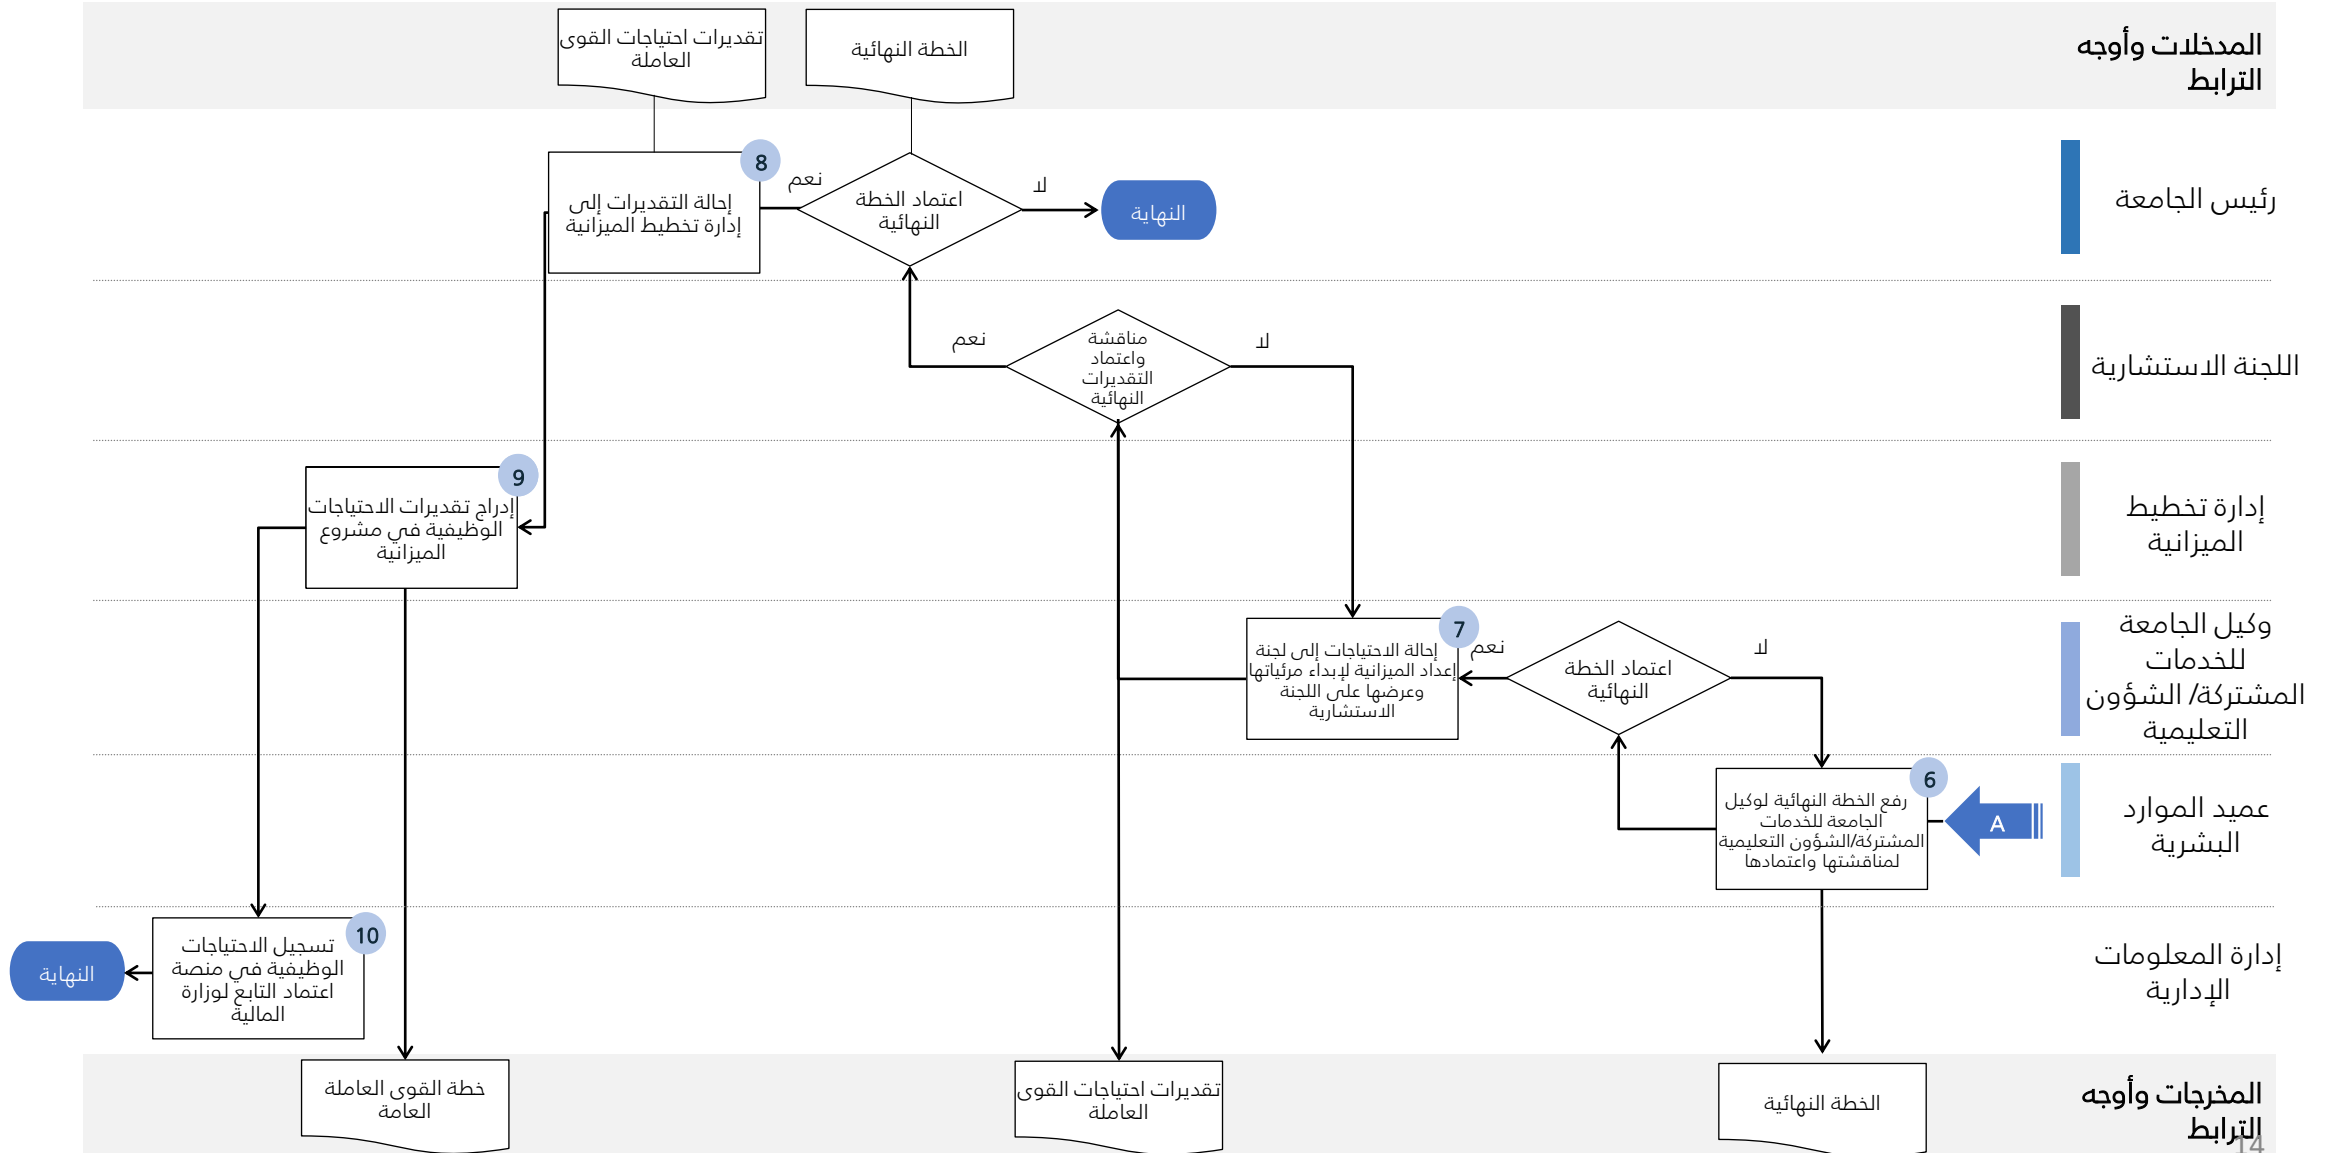 المدخلات وأوجه
الترابط
الخطة النهائية
تقديرات احتياجات القوى
العاملة
رئيس الجامعة
النهاية
لا
اعتماد الخطة
النهائية
نعم
8
إحالة التقديرات إلى
إدارة تخطيط الميزانية
اللجنة الاستشارية
لا
مناقشة
واعتماد
التقديرات
النهائية
نعم
إدارة تخطيط
الميزانية
9
إدراج تقديرات الاحتياجات
الوظيفية في مشروع
الميزانية
وكيل الجامعة
للخدمات
المشتركة/ الشؤون
التعليمية
لا
اعتماد الخطة
النهائية
نعم
7
إحالة الاحتياجات إلى لجنة
إعداد الميزانية لإبداء مرئياتها
وعرضها على اللجنة
الاستشارية
عميد الموارد
البشرية
A
6
رفع الخطة النهائية لوكيل
الجامعة للخدمات
المشتركة/الشؤون التعليمية
لمناقشتها واعتمادها
إدارة المعلومات
الإدارية
10
تسجيل الاحتياجات
الوظيفية في منصة
اعتماد التابع لوزارة
المالية
النهاية
المخرجات وأوجه
الترابط
الخطة النهائية
تقديرات احتياجات القوى
العاملة
خطة القوى العاملة
العامة
14